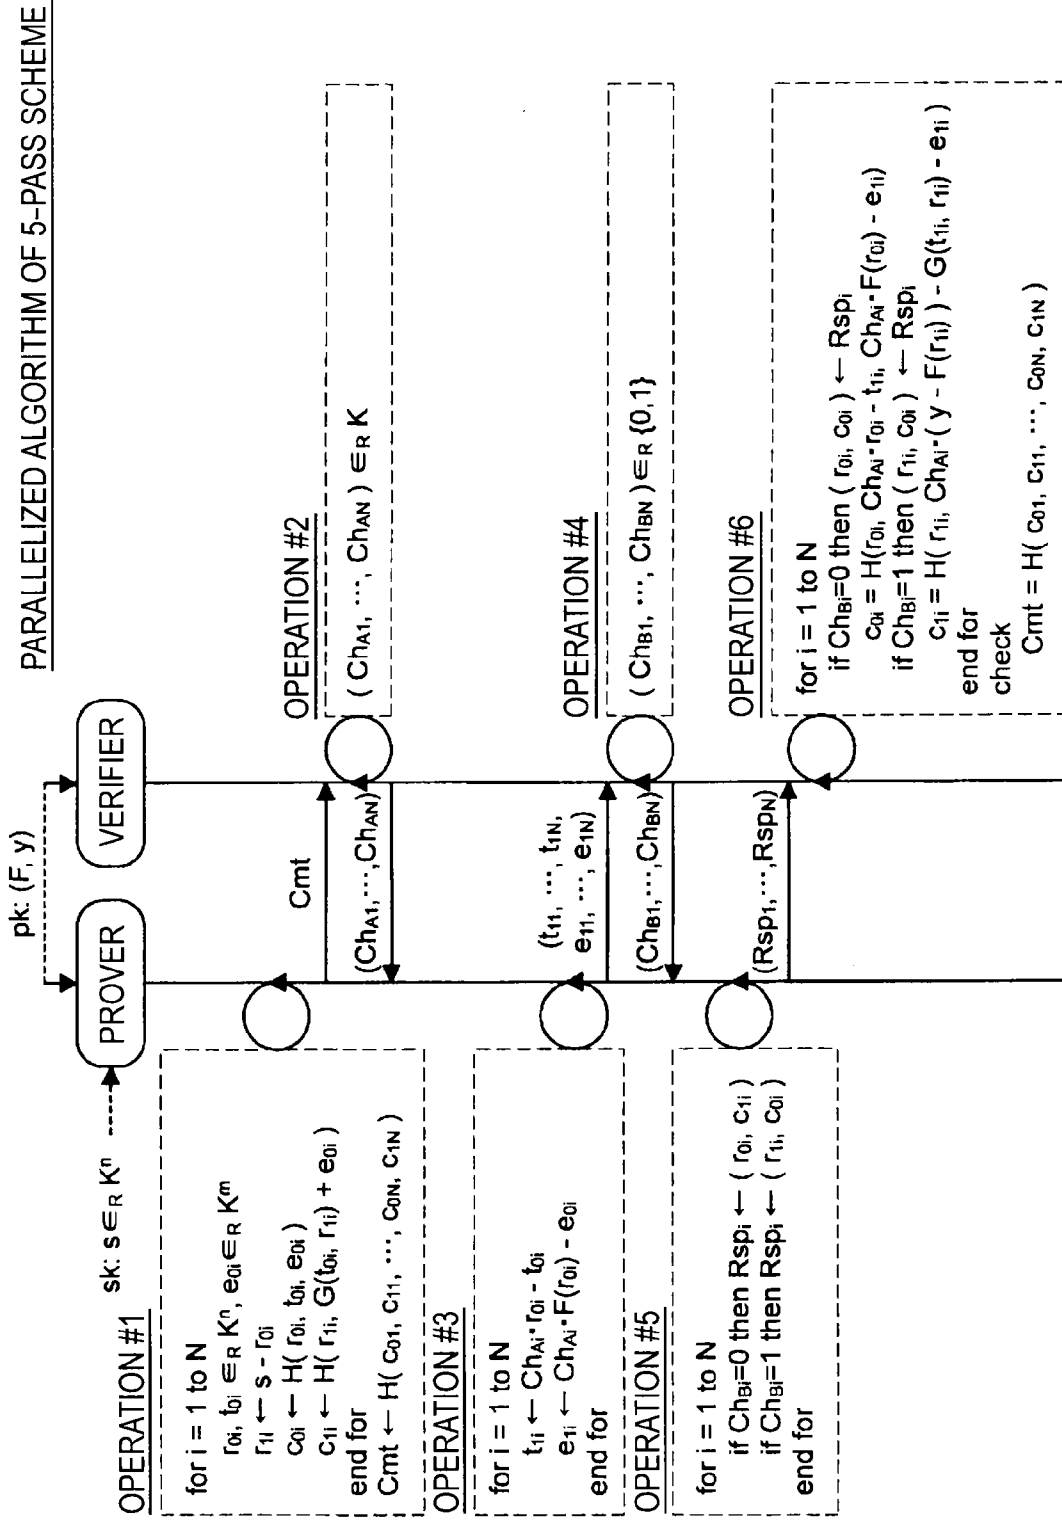 PARALLELIZED ALGORITHM OF 5-PASS SCHEME
pk: (F, y)
sk: s ∈R Kⁿ
PROVER
VERIFIER
OPERATION #1
for i = 1 to N
r0i, t0i ∈R Kⁿ, e0i ∈R Kᵐ
r1i ← s - r0i
c0i ← H( r0i, t0i, e0i )
c1i ← H( r1i, G(t0i, r1i) + e0i )
end for
Cmt ← H( c01, c11, ⋯, c0N, c1N )
Cmt
OPERATION #2
( ChA1, ⋯, ChAN ) ∈R K
(ChA1,⋯,ChAN)
OPERATION #3
for i = 1 to N
t1i ← ChAi·r0i - t0i
e1i ← ChAi·F(r0i) - e0i
end for
(t11, ⋯, t1N,
e11, ⋯, e1N)
OPERATION #4
( ChB1, ⋯, ChBN ) ∈R {0,1}
(ChB1,⋯,ChBN)
OPERATION #5
for i = 1 to N
if ChBi=0 then Rspi ← ( r0i, c1i )
if ChBi=1 then Rspi ← ( r1i, c0i )
end for
(Rsp1,⋯,RspN)
OPERATION #6
for i = 1 to N
if ChBi=0 then ( r0i, c0i ) ← Rspi
c0i = H(r0i, ChAi·r0i - t1i, ChAi·F(r0i) - e1i)
if ChBi=1 then ( r1i, c0i ) ← Rspi
c1i = H( r1i, ChAi·( y - F(r1i) ) - G(t1i, r1i) - e1i )
end for
check
Cmt = H( c01, c11, ⋯, c0N, c1N )